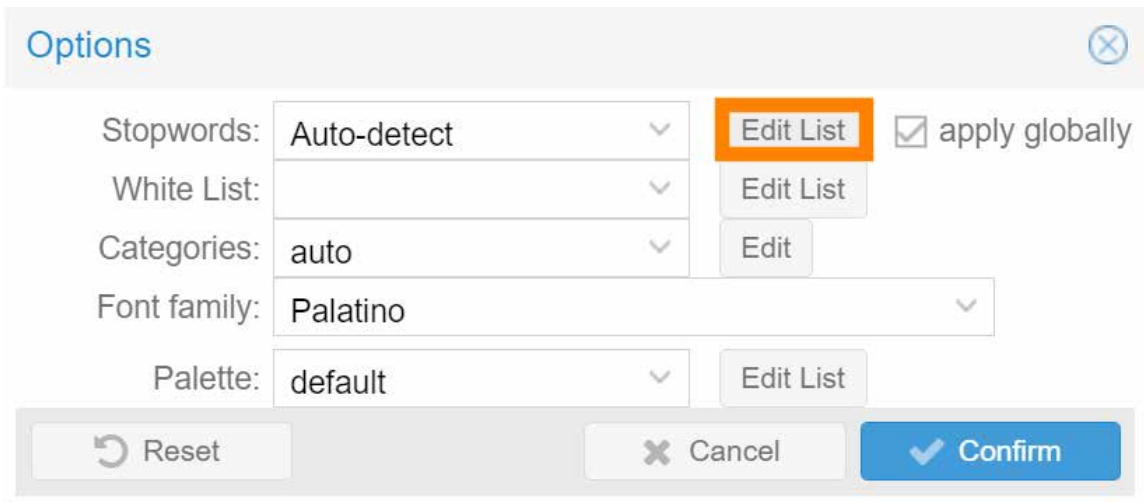 Options
Stopwords: Auto-detect Edit List apply globally
White List: Edit List
Categories: auto Edit
Font family: Palatino
Palette: default Edit List
Reset Cancel Confirm